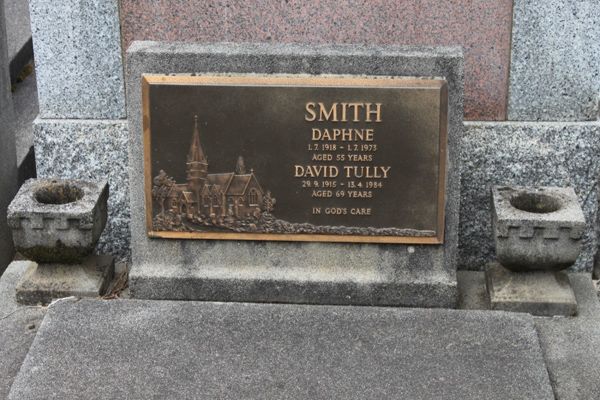 SMITH
DAPHNE
1.7.1918 - 1.7.1973
AGED 55 YEARS
DAVID TULLY
29.9.1915 - 13.4.1984
AGED 69 YEARS
IN GOD'S CARE